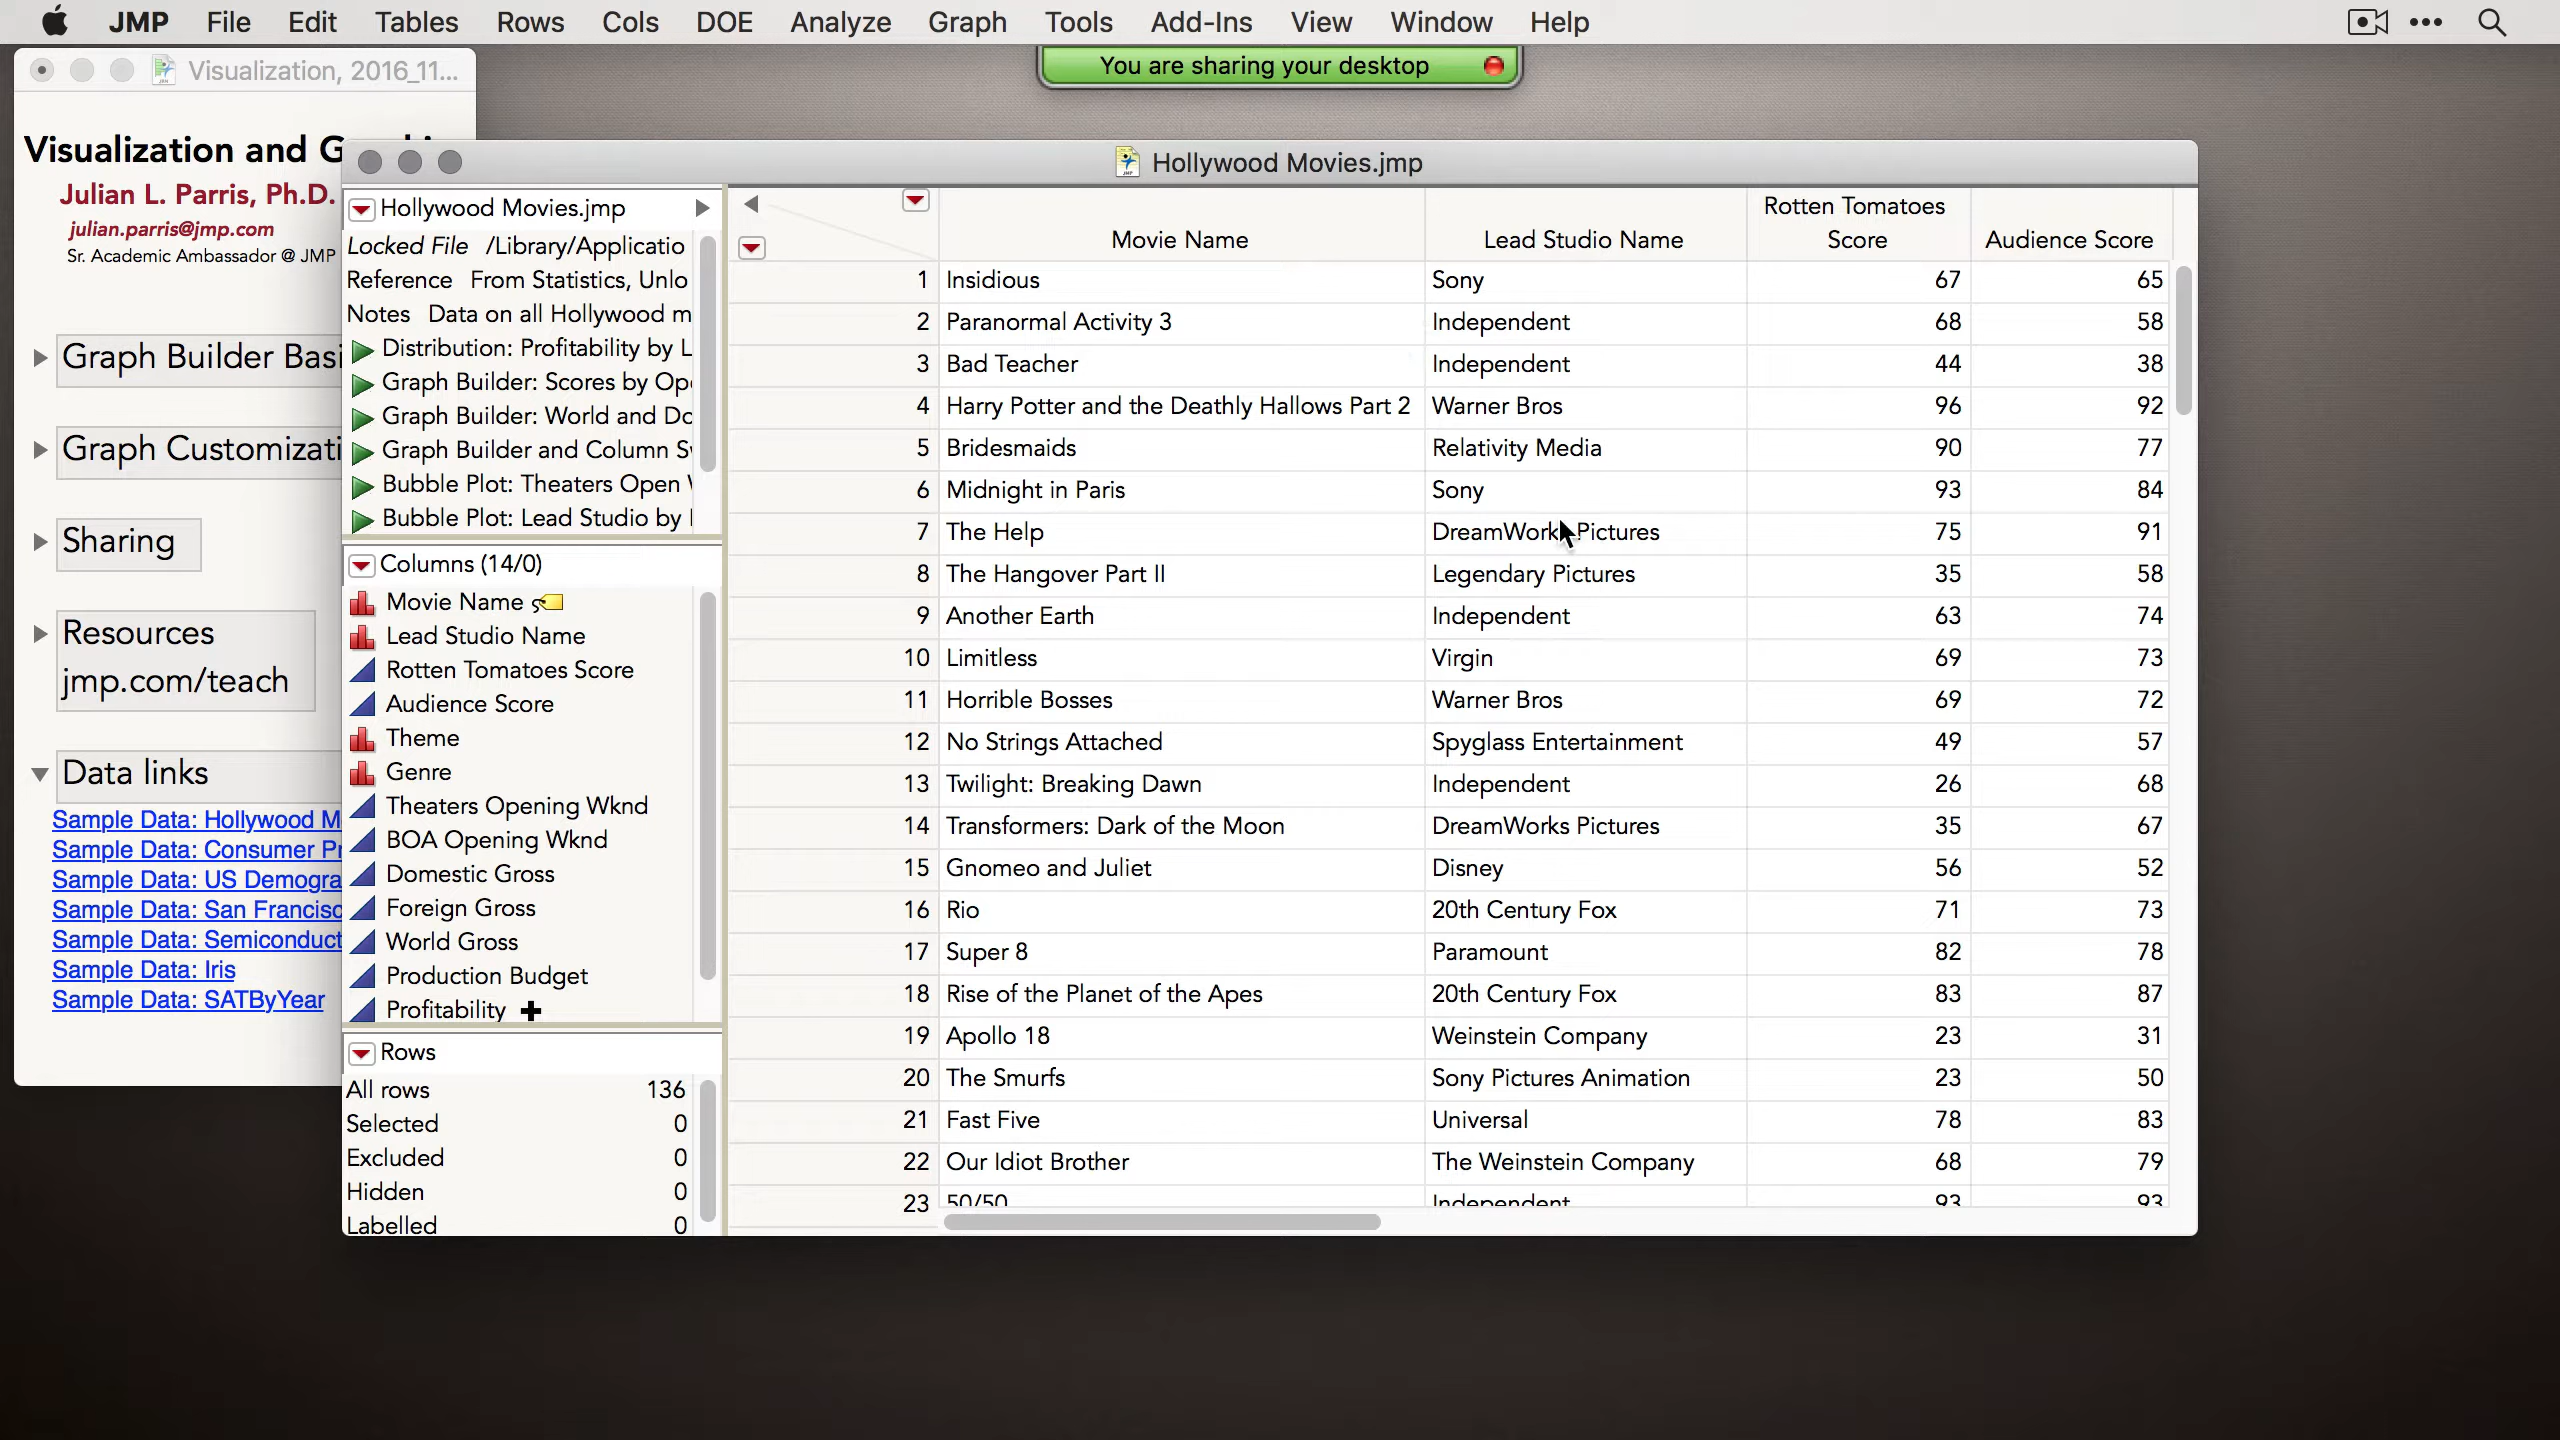 JMP File Edit Tables Rows Cols DOE Analyze Graph Tools Add-Ins View Window Help
You are sharing your desktop
Visualization, 2016_11...
Visualization and G
Julian L. Parris, Ph.D.
julian.parris@jmp.com
Sr. Academic Ambassador @ JMP
Graph Builder Basi
Graph Customizati
Sharing
Resources
jmp.com/teach
Data links
Sample Data: Hollywood M
Sample Data: Consumer Pr
Sample Data: US Demogra
Sample Data: San Francisc
Sample Data: Semiconduct
Sample Data: Iris
Sample Data: SATByYear
Hollywood Movies.jmp
Hollywood Movies.jmp
Locked File /Library/Applicatio
Reference From Statistics, Unlo
Notes Data on all Hollywood m
Distribution: Profitability by L
Graph Builder: Scores by Op
Graph Builder: World and Do
Graph Builder and Column S
Bubble Plot: Theaters Open
Bubble Plot: Lead Studio by
Columns (14/0)
Movie Name
Lead Studio Name
Rotten Tomatoes Score
Audience Score
Theme
Genre
Theaters Opening Wknd
BOA Opening Wknd
Domestic Gross
Foreign Gross
World Gross
Production Budget
Profitability
Rows
All rows 136
Selected 0
Excluded 0
Hidden 0
Labelled 0
Movie Name Lead Studio Name Rotten Tomatoes Score Audience Score
1 Insidious Sony 67 65
2 Paranormal Activity 3 Independent 68 58
3 Bad Teacher Independent 44 38
4 Harry Potter and the Deathly Hallows Part 2 Warner Bros 96 92
5 Bridesmaids Relativity Media 90 77
6 Midnight in Paris Sony 93 84
7 The Help DreamWorks Pictures 75 91
8 The Hangover Part II Legendary Pictures 35 58
9 Another Earth Independent 63 74
10 Limitless Virgin 69 73
11 Horrible Bosses Warner Bros 69 72
12 No Strings Attached Spyglass Entertainment 49 57
13 Twilight: Breaking Dawn Independent 26 68
14 Transformers: Dark of the Moon DreamWorks Pictures 35 67
15 Gnomeo and Juliet Disney 56 52
16 Rio 20th Century Fox 71 73
17 Super 8 Paramount 82 78
18 Rise of the Planet of the Apes 20th Century Fox 83 87
19 Apollo 18 Weinstein Company 23 31
20 The Smurfs Sony Pictures Animation 23 50
21 Fast Five Universal 78 83
22 Our Idiot Brother The Weinstein Company 68 79
23 50/50 Independent 93 93